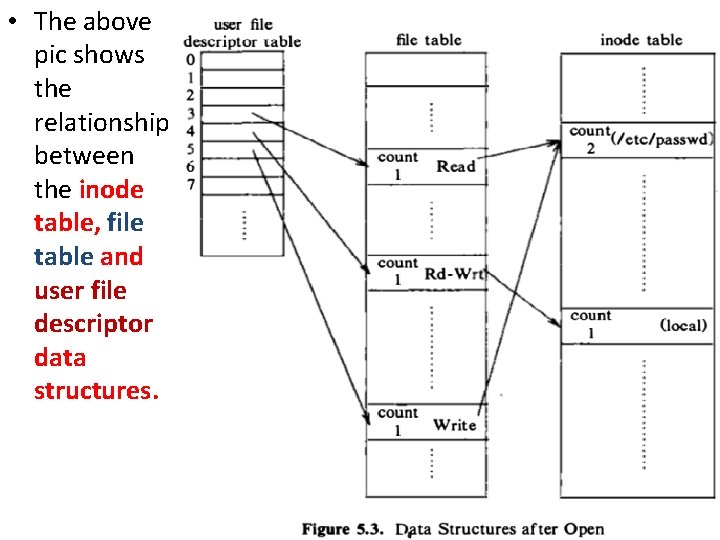 • The above
pic shows
the
relationship
between
the inode
table, file
table and
user file
descriptor
data
structures.
user file
descriptor table
0
1
2
3
4
5
6
7
file table
count
1 Read
count
1 Rd-Wrt
count
1 Write
inode table
count (/etc/passwd)
2
count (local)
1
Figure 5.3. Data Structures after Open